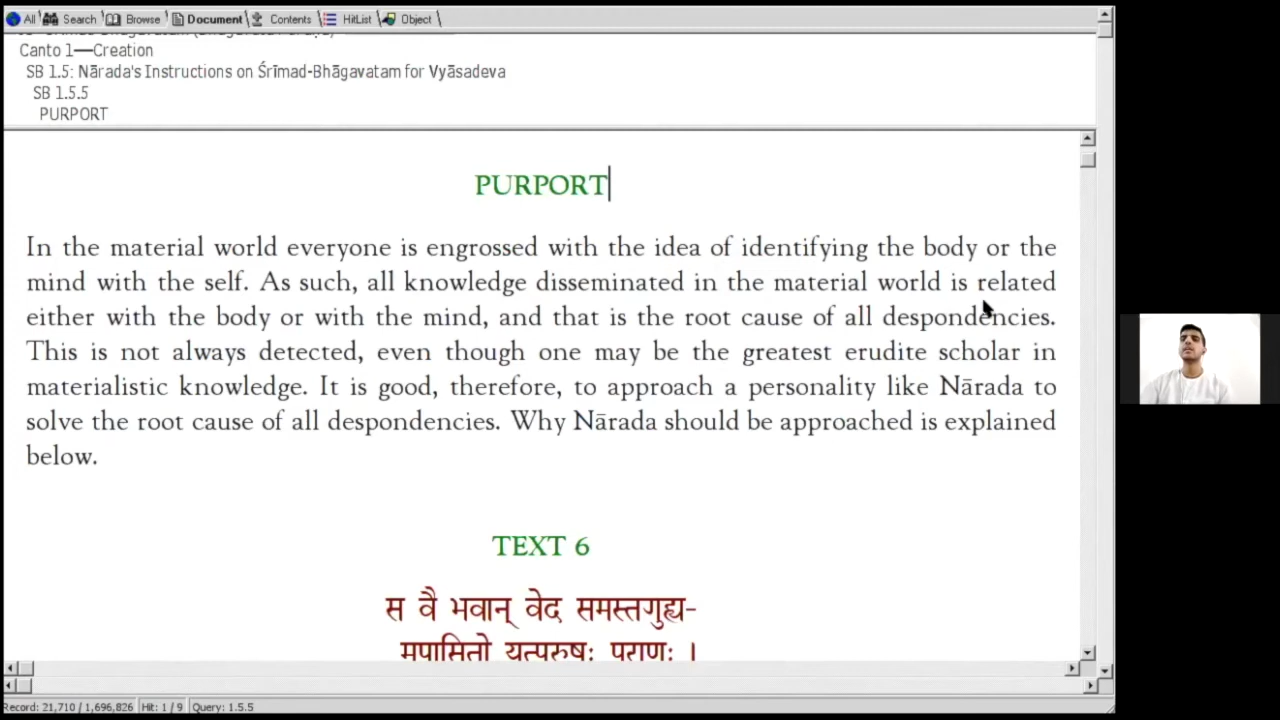 All Search Browse Document Contents HitList Object
Canto 1—Creation
SB 1.5: Nārada's Instructions on Śrīmad-Bhāgavatam for Vyāsadeva
SB 1.5.5
PURPORT
PURPORT
In the material world everyone is engrossed with the idea of identifying the body or the
mind with the self. As such, all knowledge disseminated in the material world is related
either with the body or with the mind, and that is the root cause of all despondencies.
This is not always detected, even though one may be the greatest erudite scholar in
materialistic knowledge. It is good, therefore, to approach a personality like Nārada to
solve the root cause of all despondencies. Why Nārada should be approached is explained
below.
TEXT 6
स वै भवान् वेद समस्तगुह्य-
Record: 21,710 / 1,696,826 Hit: 1 / 9 Query: 1.5.5